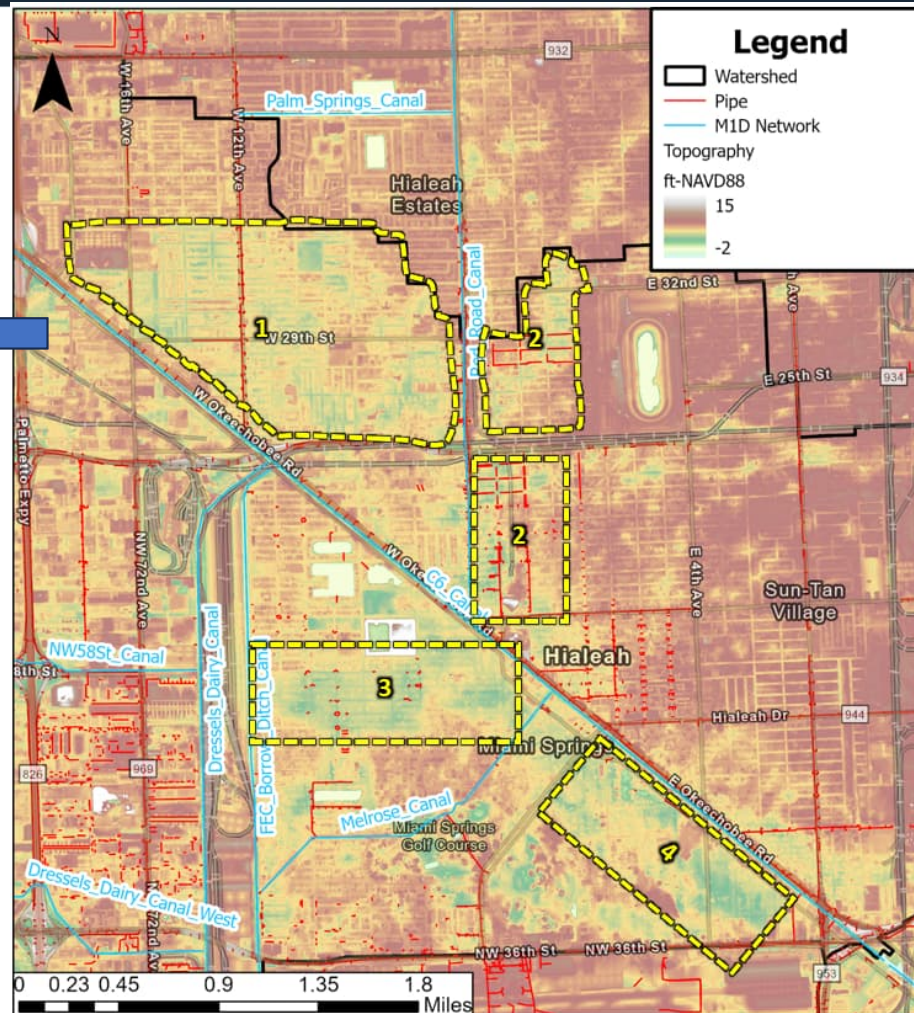 N
932
Legend
Watershed
Pipe
M1D Network
Topography
ft-NAVD88
15
-2
W 16th Ave
W 12th Ave
Palm_Springs_Canal
Hialeah
Estates
Red_Road_Canal
E 32nd St
1
W 29th St
2
E 25th St
934
W Okeechobee Rd
Palmetto Expy
NW 72nd Ave
2
E 4th Ave
Sun-Tan
Village
C6_Canal
Dressels_Dairy_Canal
NW58St_Canal
Hialeah
3
Hialeah Dr
944
Miami Springs
826
969
Melrose_Canal
Miami Springs
Golf Course
E Okeechobee Rd
4
Dressels_Dairy_Canal_West
NW 36th St
NW 36th St
953
0 0.23 0.45 0.9 1.35 1.8
Miles